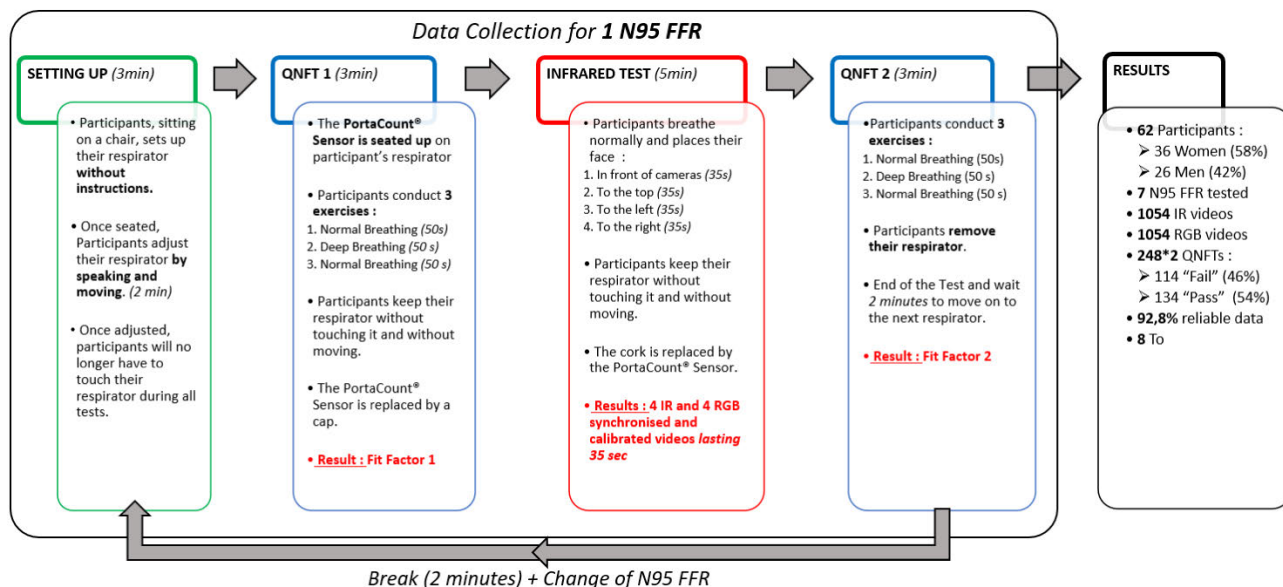 Data Collection for 1 N95 FFR
SETTING UP (3min)
• Participants, sitting
on a chair, sets up
their respirator
without
instructions.
• Once seated,
Participants adjust
their respirator by
speaking and
moving. (2 min)
• Once adjusted,
participants will no
longer have to
touch their
respirator during all
tests.
QNFT 1 (3min)
• The PortaCount®
Sensor is seated up on
participant's respirator
• Participants conduct 3
exercises :
1. Normal Breathing (50s)
2. Deep Breathing (50 s)
3. Normal Breathing (50 s)
• Participants keep their
respirator without
touching it and without
moving.
• The PortaCount®
Sensor is replaced by a
cap.
• Result : Fit Factor 1
INFRARED TEST (5min)
• Participants breathe
normally and places their
face :
1. In front of cameras (35s)
2. To the top (35s)
3. To the left (35s)
4. To the right (35s)
• Participants keep their
respirator without
touching it and without
moving.
• The cork is replaced by
the PortaCount® Sensor.
• Results : 4 IR and 4 RGB
synchronised and
calibrated videos lasting
35 sec
QNFT 2 (3min)
•Participants conduct 3
exercises :
1. Normal Breathing (50s)
2. Deep Breathing (50 s)
3. Normal Breathing (50 s)
• Participants remove
their respirator.
• End of the Test and wait
2 minutes to move on to
the next respirator.
• Result : Fit Factor 2
RESULTS
• 62 Participants :
➢ 36 Women (58%)
➢ 26 Men (42%)
• 7 N95 FFR tested
• 1054 IR videos
• 1054 RGB videos
• 248*2 QNFTs :
➢ 114 "Fail" (46%)
➢ 134 "Pass" (54%)
• 92,8% reliable data
• 8 To
Break (2 minutes) + Change of N95 FFR